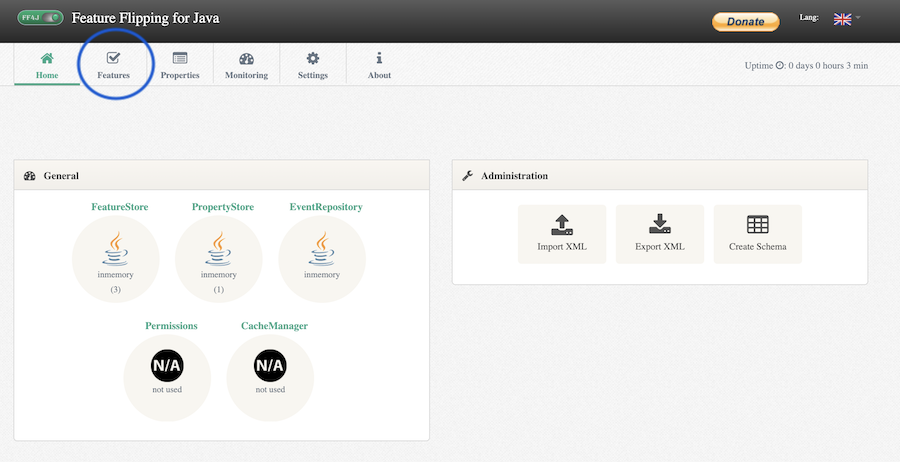 FF4J
Feature Flipping for Java
Donate
Lang:
Home
Features
Properties
Monitoring
Settings
About
Uptime : 0 days 0 hours 3 min
General
Administration
FeatureStore
PropertyStore
EventRepository
inmemory
(3)
inmemory
(1)
inmemory
Import XML
Export XML
Create Schema
Permissions
CacheManager
N/A
not used
N/A
not used